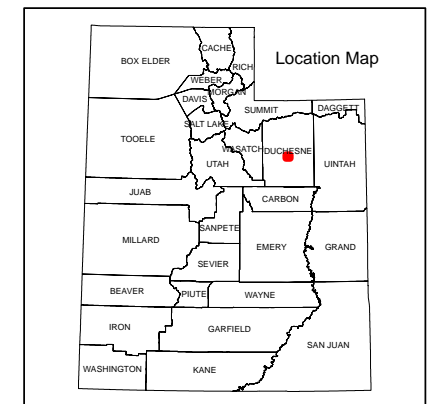 Location Map
CACHE
BOX ELDER
RICH
WEBER
MORGAN
DAVIS
SUMMIT
DAGGETT
SALT LAKE
TOOELE
WASATCH
DUCHESNE
UTAH
UINTAH
JUAB
CARBON
SANPETE
MILLARD
EMERY
GRAND
SEVIER
BEAVER
PIUTE
WAYNE
IRON
GARFIELD
SAN JUAN
WASHINGTON
KANE